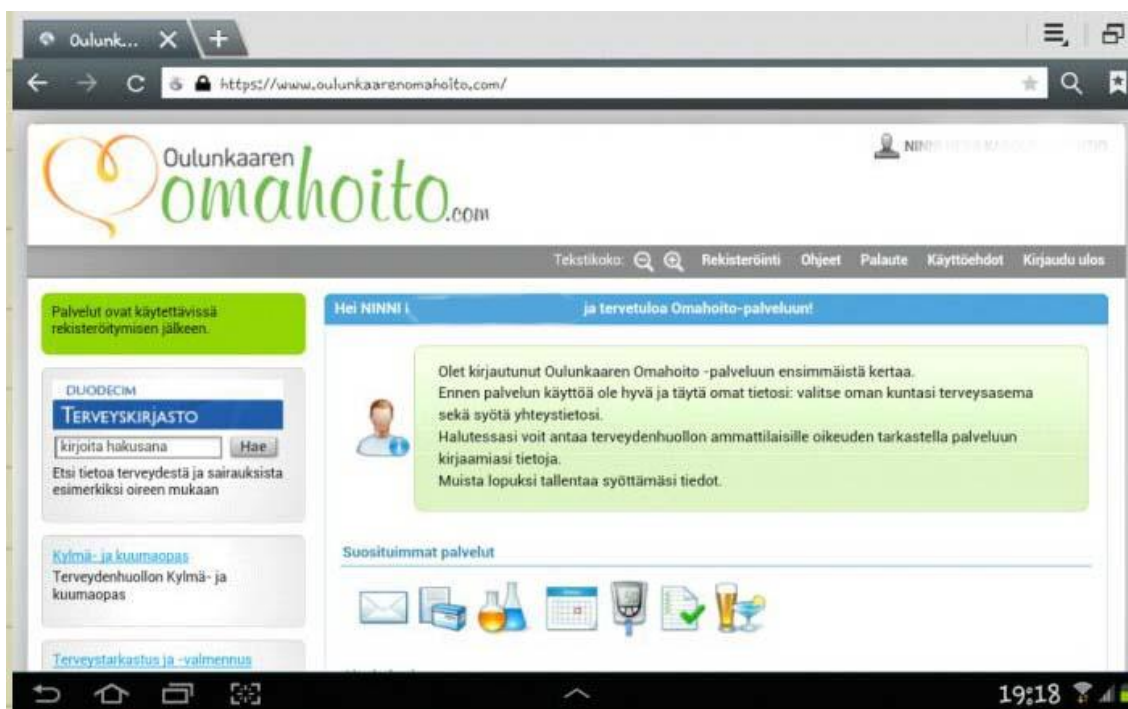 Oulunk...
https://www.oulunkaarenomahoito.com/
Oulunkaaren
omahoito.com
NINNI
Tekstikoko: Rekisteröinti Ohjeet Palaute Käyttöehdot Kirjaudu ulos
Palvelut ovat käytettävissä
rekisteröitymisen jälkeen.
DUODECIM
TERVEYSKIRJASTO
kirjoita hakusana Hae
Etsi tietoa terveydestä ja sairauksista
esimerkiksi oireen mukaan
Kylmä- ja kuumaopas
Terveydenhuollon Kylmä- ja
kuumaopas
Terveystarkastus ja -valmennus
Hei NINNI ja tervetuloa Omahoito-palveluun!
Olet kirjautunut Oulunkaaren Omahoito -palveluun ensimmäistä kertaa.
Ennen palvelun käyttöä ole hyvä ja täytä omat tietosi: valitse oman kuntasi terveysasema
sekä syötä yhteystietosi.
Halutessasi voit antaa terveydenhuollon ammattilaisille oikeuden tarkastella palveluun
kirjaamiasi tietoja.
Muista lopuksi tallentaa syöttämäsi tiedot.
Suosituimmat palvelut
19:18